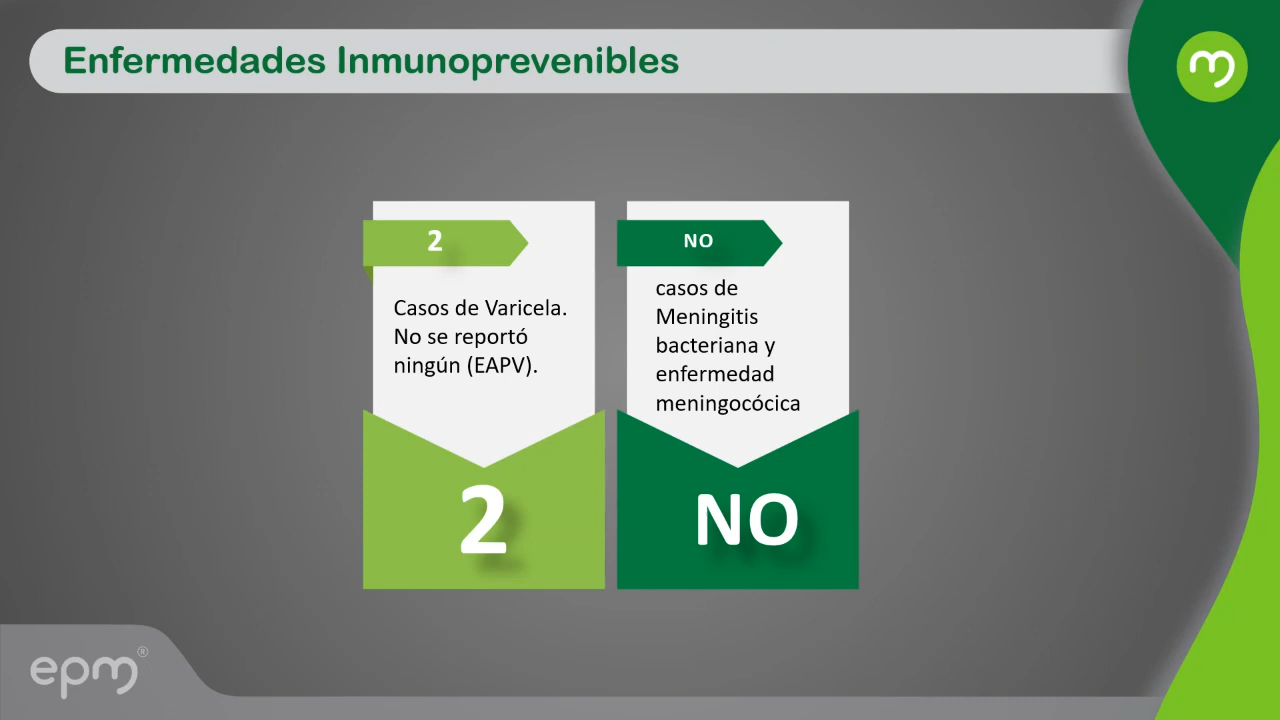 Enfermedades Inmunoprevenibles
2
Casos de Varicela.
No se reportó
ningún (EAPV).
2
NO
casos de
Meningitis
bacteriana y
enfermedad
meningocócica
NO
epm®